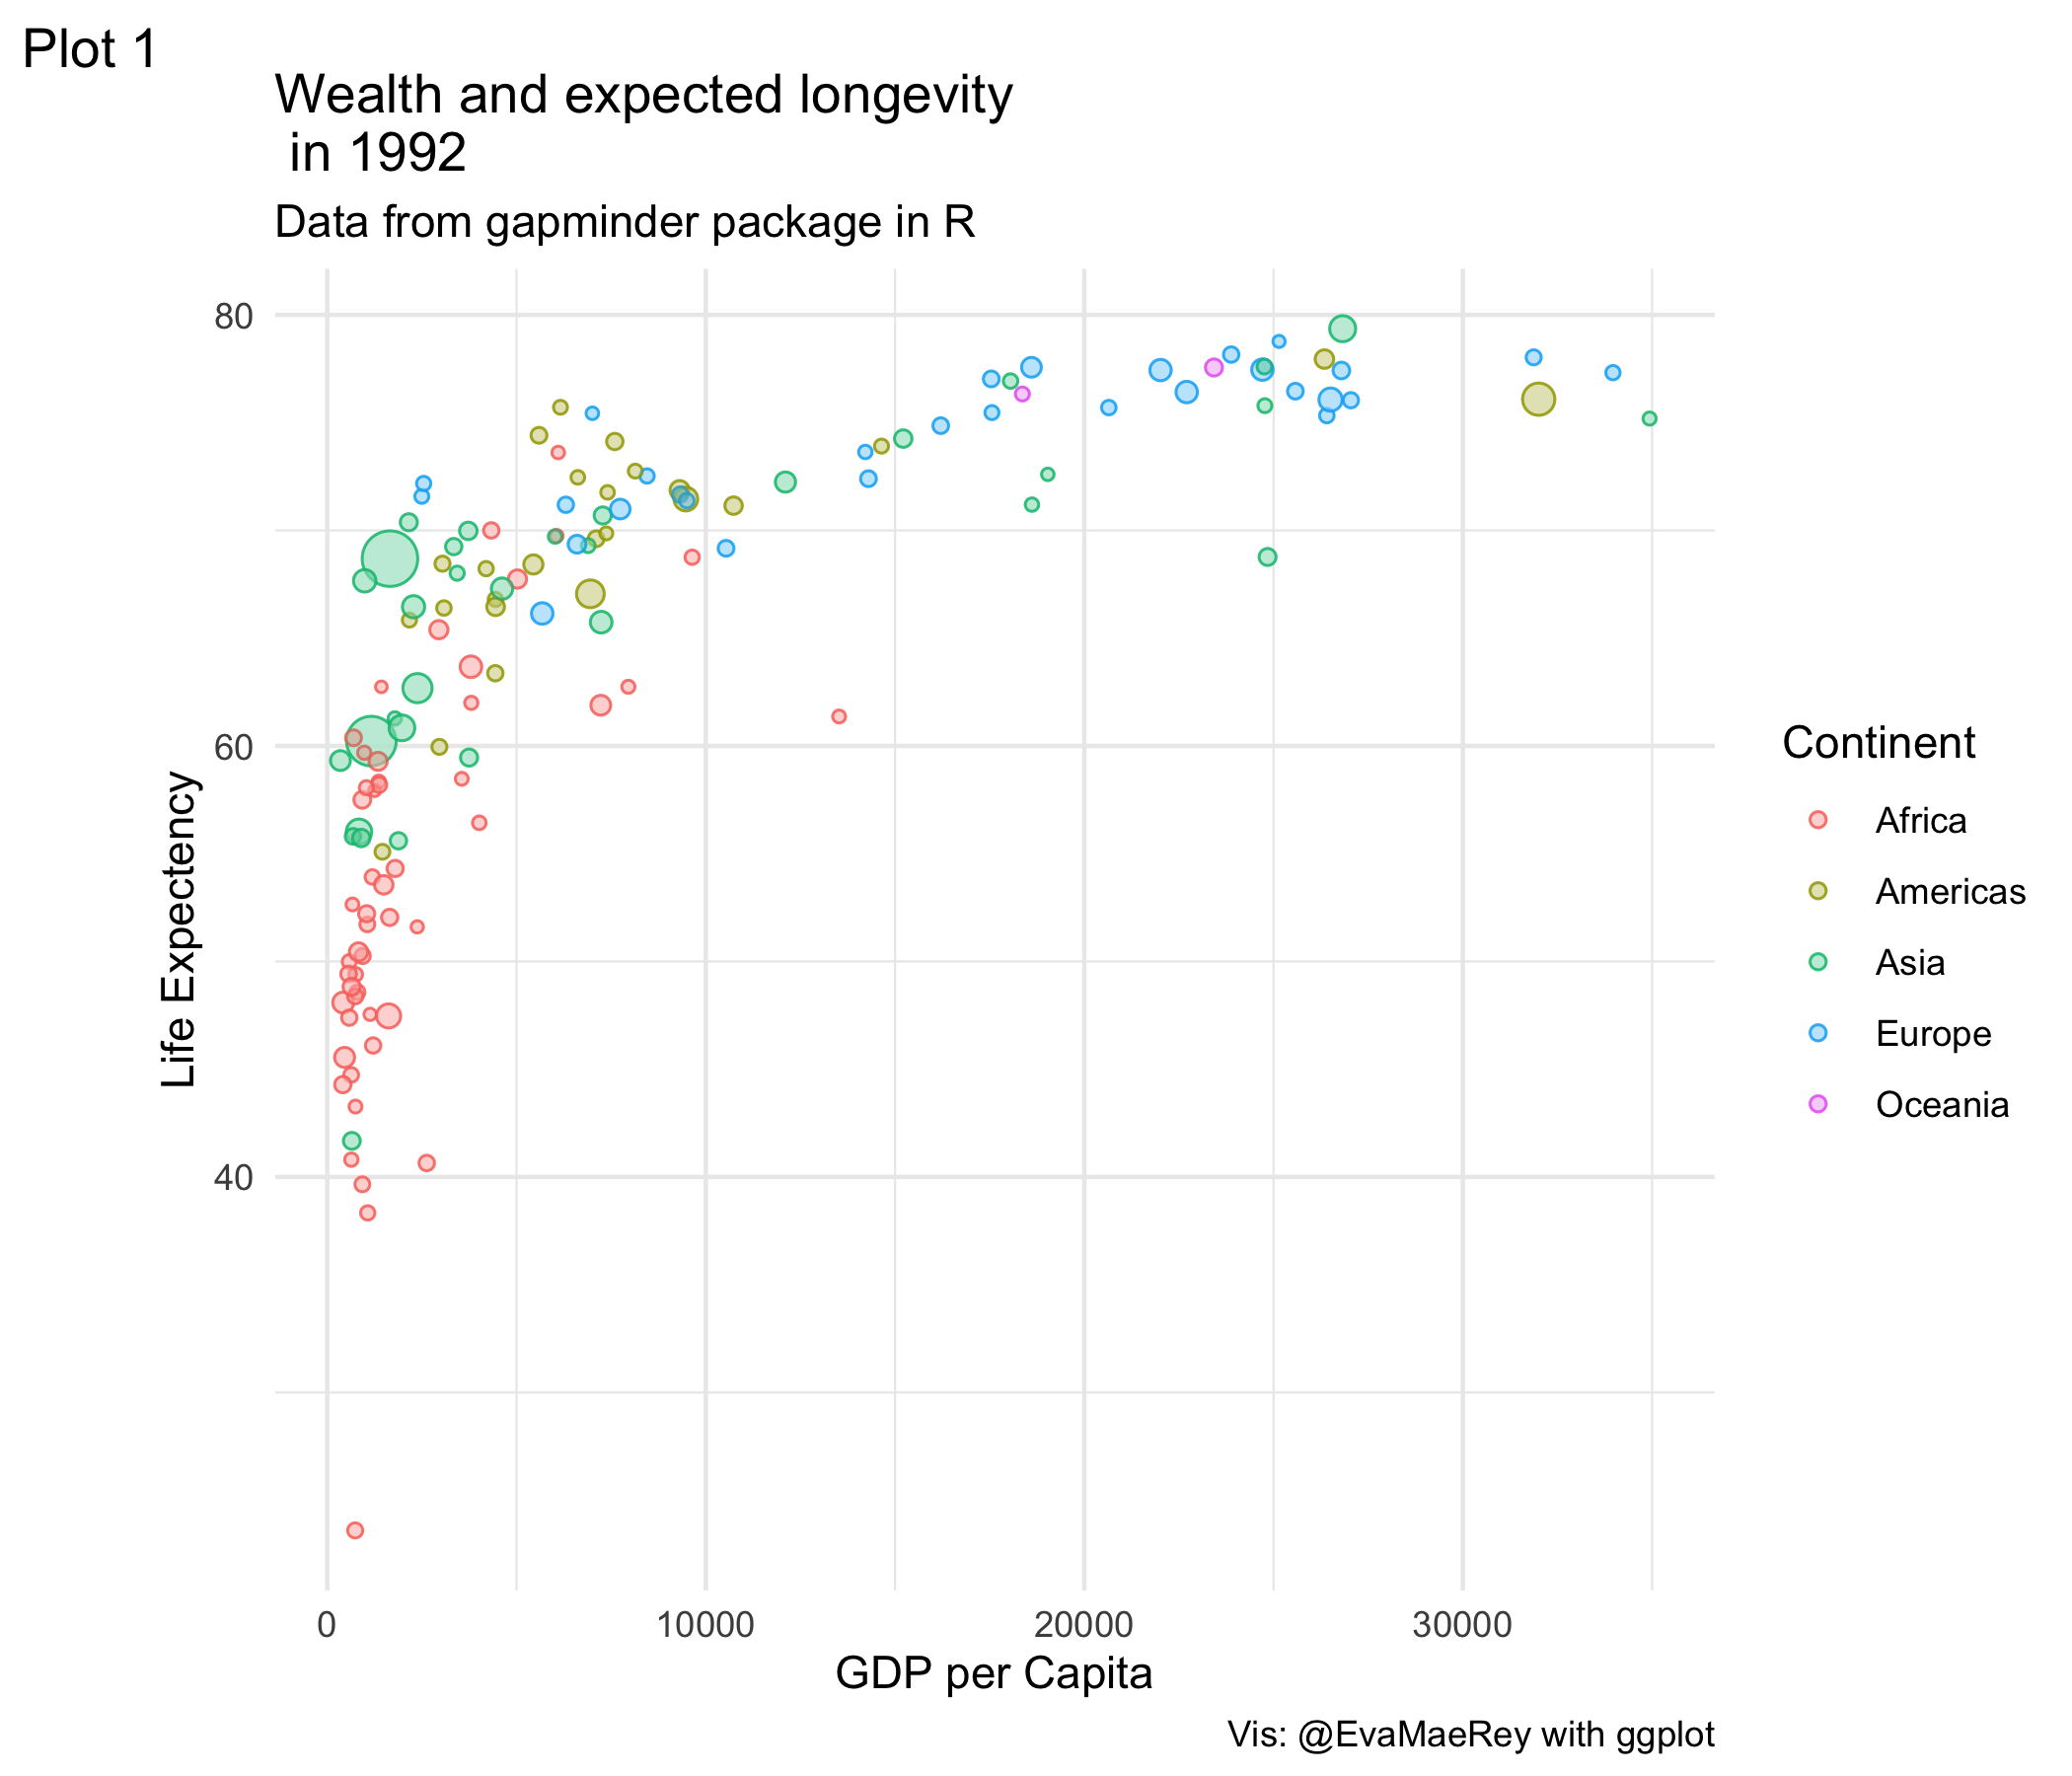 Plot 1
Wealth and expected longevity
in 1992
Data from gapminder package in R
80
60
40
Life Expectency
0 10000 20000 30000
GDP per Capita
Continent
Africa
Americas
Asia
Europe
Oceania
Vis: @EvaMaeRey with ggplot